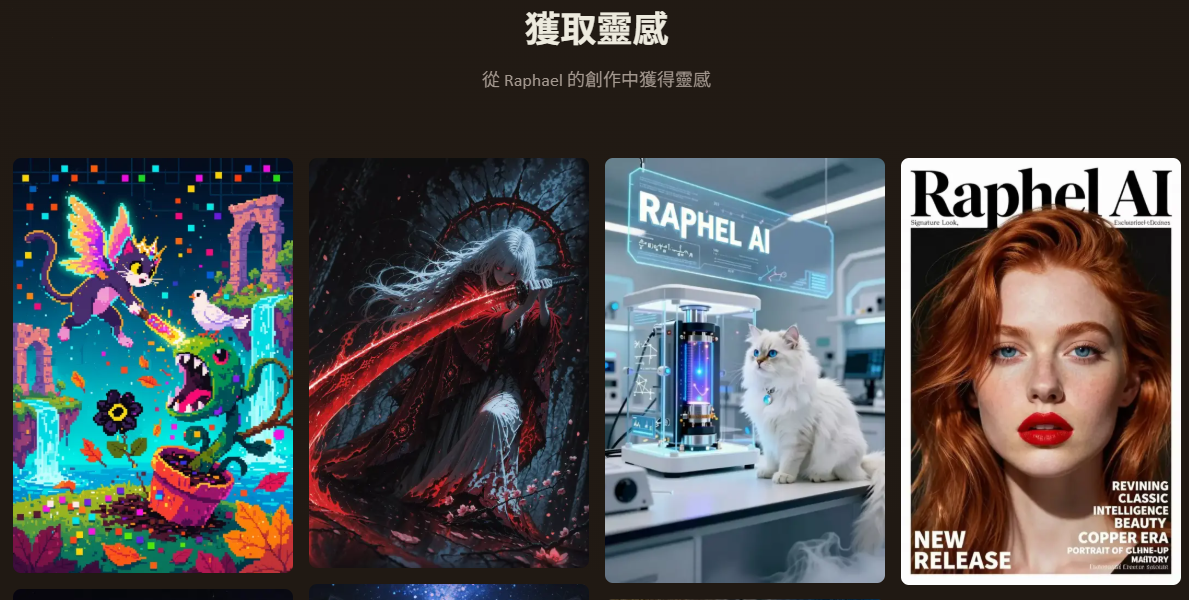 獲取靈感
從 Raphael 的創作中獲得靈感
RAPHEL AI
Raphel AI
Signature Look,
REVINING
CLASSIC
INTELLIGENCE
BEAUTY
COPPER ERA
PORTRAIT OF GLHNE-UP
MAITORY
NEW
RELEASE